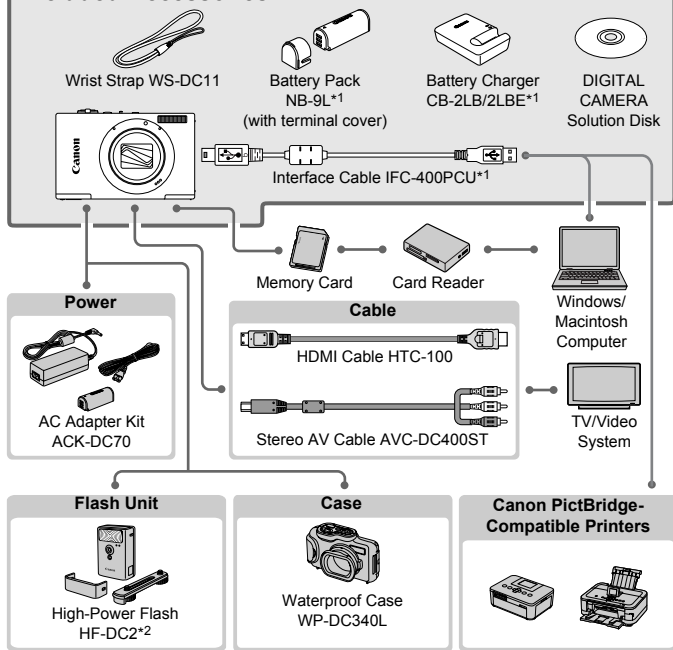 Wrist Strap WS-DC11
Battery Pack
NB-9L*1
(with terminal cover)
Battery Charger
CB-2LB/2LBE*1
DIGITAL
CAMERA
Solution Disk
Canon
Interface Cable IFC-400PCU*1
Memory Card
Card Reader
Windows/
Macintosh
Computer
Power
AC Adapter Kit
ACK-DC70
Cable
HDMI Cable HTC-100
Stereo AV Cable AVC-DC400ST
TV/Video
System
Flash Unit
High-Power Flash
HF-DC2*2
Case
Waterproof Case
WP-DC340L
Canon PictBridge-
Compatible Printers